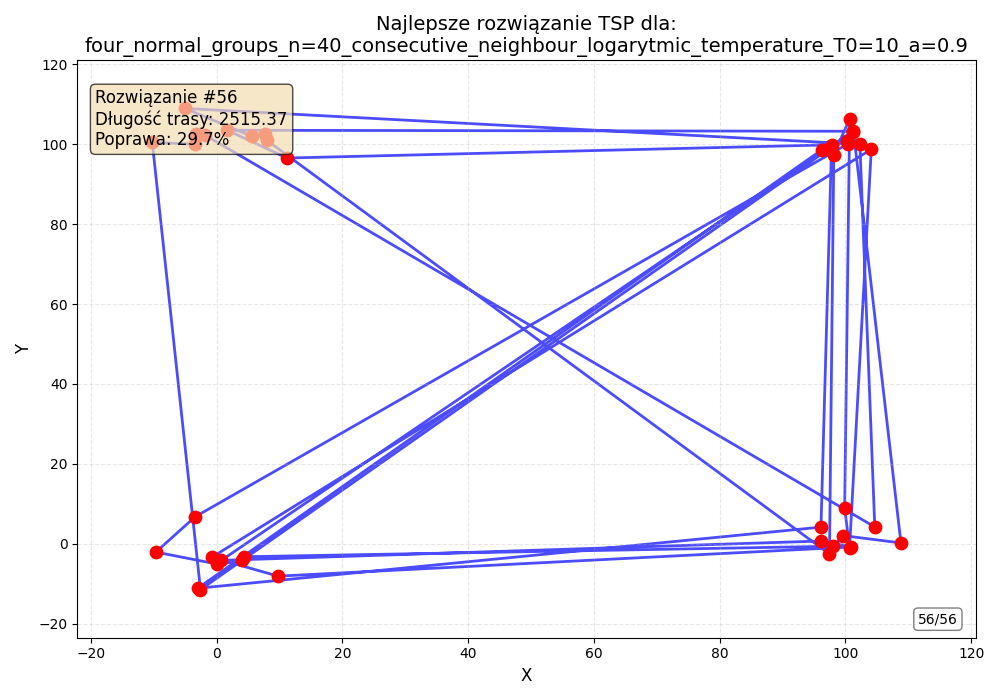 Najlepsze rozwiązanie TSP dla:
four_normal_groups_n=40_consecutive_neighbour_logarytmic_temperature_T0=10_a=0.9
Rozwiązanie #56
Długość trasy: 2515.37
Poprawa: 29.7%
120
100
80
60
40
20
0
−20
Y
56/56
−20
0
20
40
60
80
100
120
X